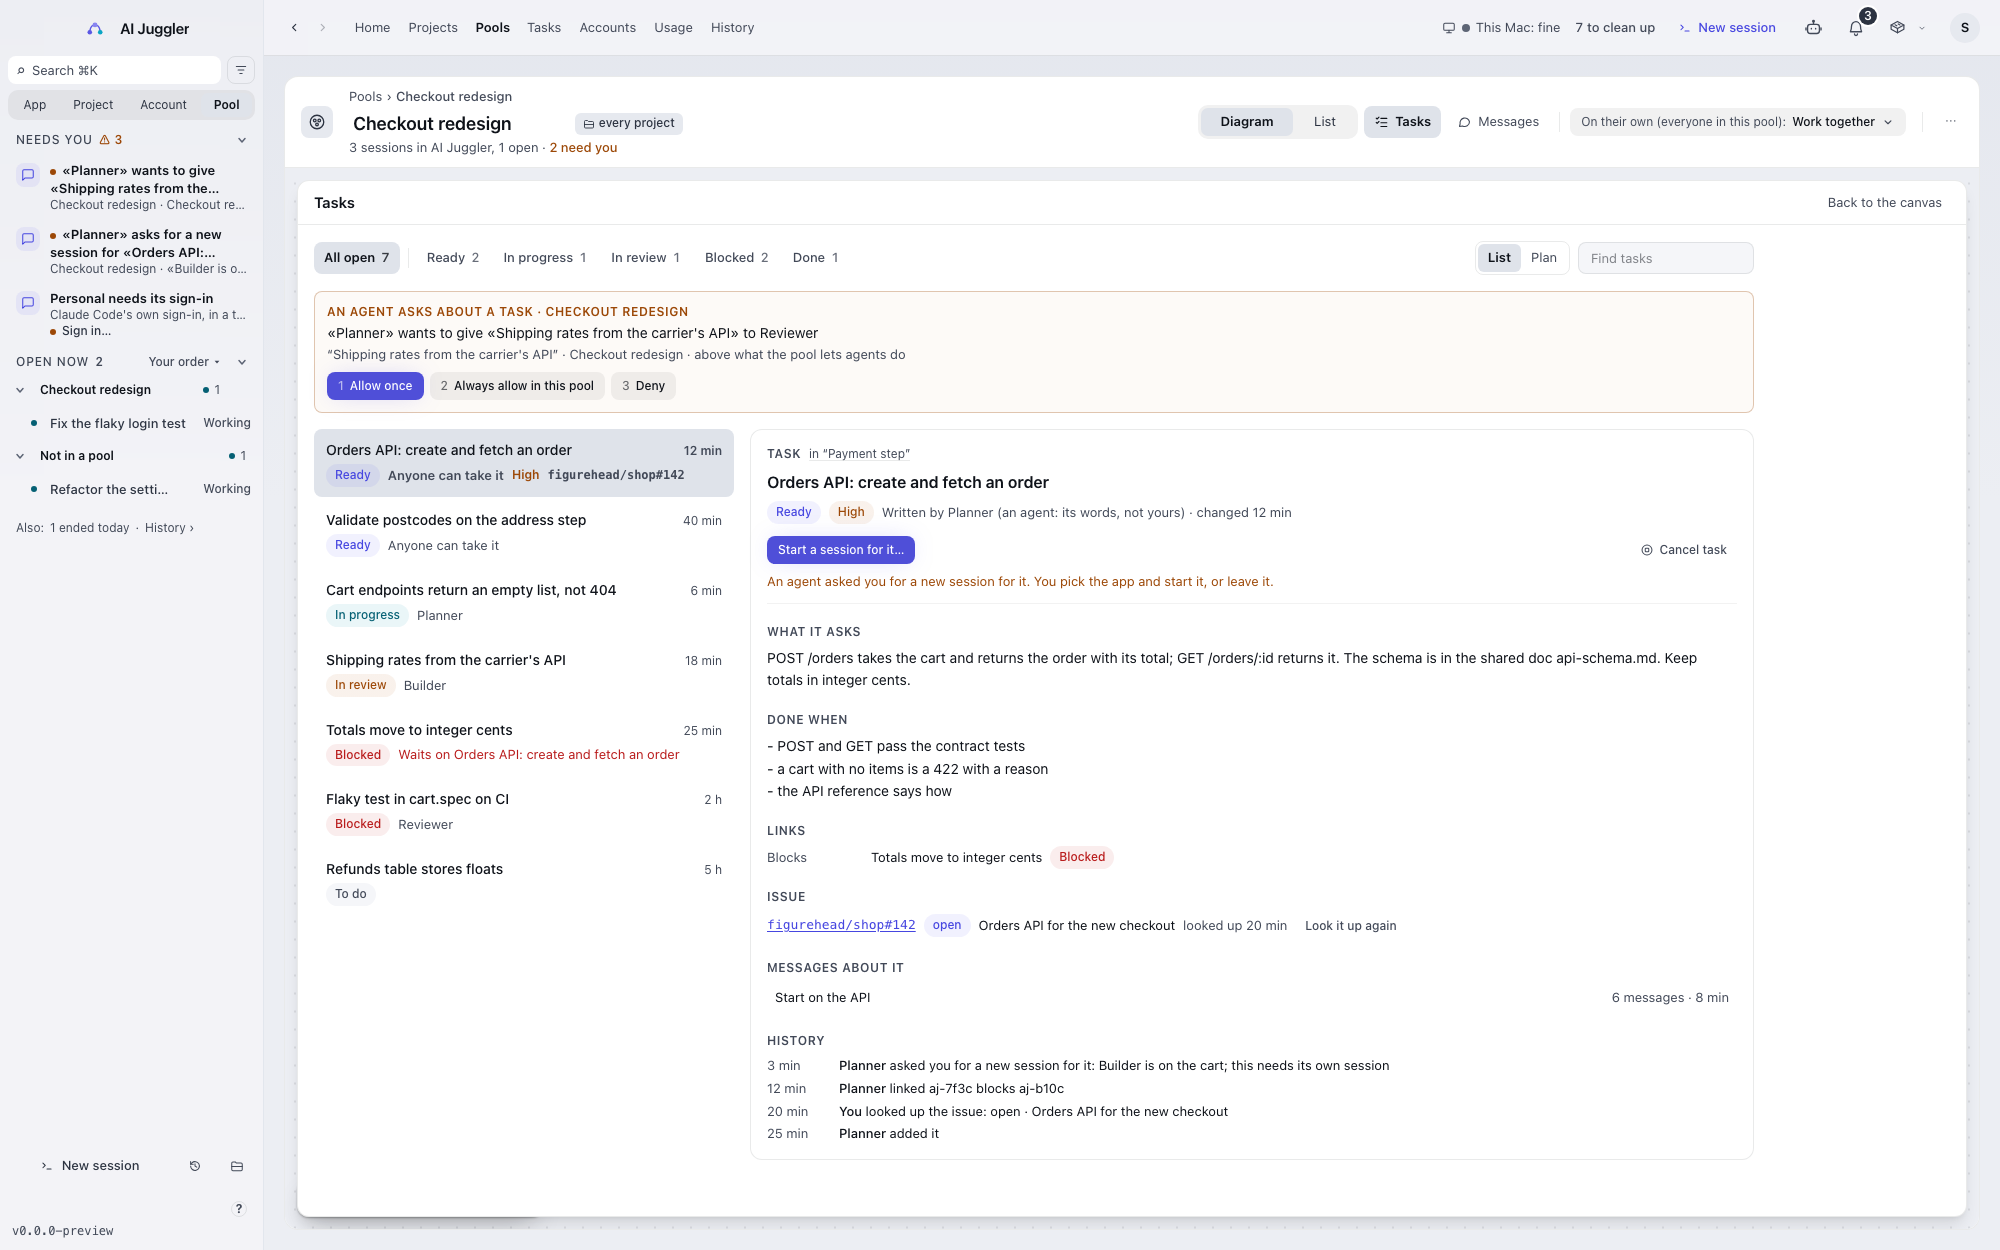 AI Juggler
Search ⌘K
App Project Account Pool
NEEDS YOU 3
«Planner» wants to give
«Shipping rates from the...
Checkout redesign · Checkout re...
«Planner» asks for a new
session for «Orders API:...
Checkout redesign · «Builder is o...
Personal needs its sign-in
Claude Code's own sign-in, in a t...
Sign in...
OPEN NOW 2 Your order
Checkout redesign 1
Fix the flaky login test Working
Not in a pool 1
Refactor the setti... Working
Also: 1 ended today · History ›
New session
?
v0.0.0-preview
Home Projects Pools Tasks Accounts Usage History
This Mac: fine 7 to clean up New session 3 S
Pools › Checkout redesign
Checkout redesign every project
3 sessions in AI Juggler, 1 open · 2 need you
Diagram List Tasks Messages On their own (everyone in this pool): Work together ...
Tasks Back to the canvas
All open 7 Ready 2 In progress 1 In review 1 Blocked 2 Done 1 List Plan Find tasks
AN AGENT ASKS ABOUT A TASK · CHECKOUT REDESIGN
«Planner» wants to give «Shipping rates from the carrier's API» to Reviewer
“Shipping rates from the carrier's API” · Checkout redesign · above what the pool lets agents do
1 Allow once 2 Always allow in this pool 3 Deny
Orders API: create and fetch an order 12 min
Ready Anyone can take it High figurehead/shop#142
Validate postcodes on the address step 40 min
Ready Anyone can take it
Cart endpoints return an empty list, not 404 6 min
In progress Planner
Shipping rates from the carrier's API 18 min
In review Builder
Totals move to integer cents 25 min
Blocked Waits on Orders API: create and fetch an order
Flaky test in cart.spec on CI 2 h
Blocked Reviewer
Refunds table stores floats 5 h
To do
TASK in “Payment step”
Orders API: create and fetch an order
Ready High Written by Planner (an agent: its words, not yours) · changed 12 min
Start a session for it... Cancel task
An agent asked you for a new session for it. You pick the app and start it, or leave it.
WHAT IT ASKS
POST /orders takes the cart and returns the order with its total; GET /orders/:id returns it. The schema is in the shared doc api-schema.md. Keep
totals in integer cents.
DONE WHEN
- POST and GET pass the contract tests
- a cart with no items is a 422 with a reason
- the API reference says how
LINKS
Blocks Totals move to integer cents Blocked
ISSUE
figurehead/shop#142 open Orders API for the new checkout looked up 20 min Look it up again
MESSAGES ABOUT IT
Start on the API 6 messages · 8 min
HISTORY
3 min Planner asked you for a new session for it: Builder is on the cart; this needs its own session
12 min Planner linked aj-7f3c blocks aj-b10c
20 min You looked up the issue: open · Orders API for the new checkout
25 min Planner added it